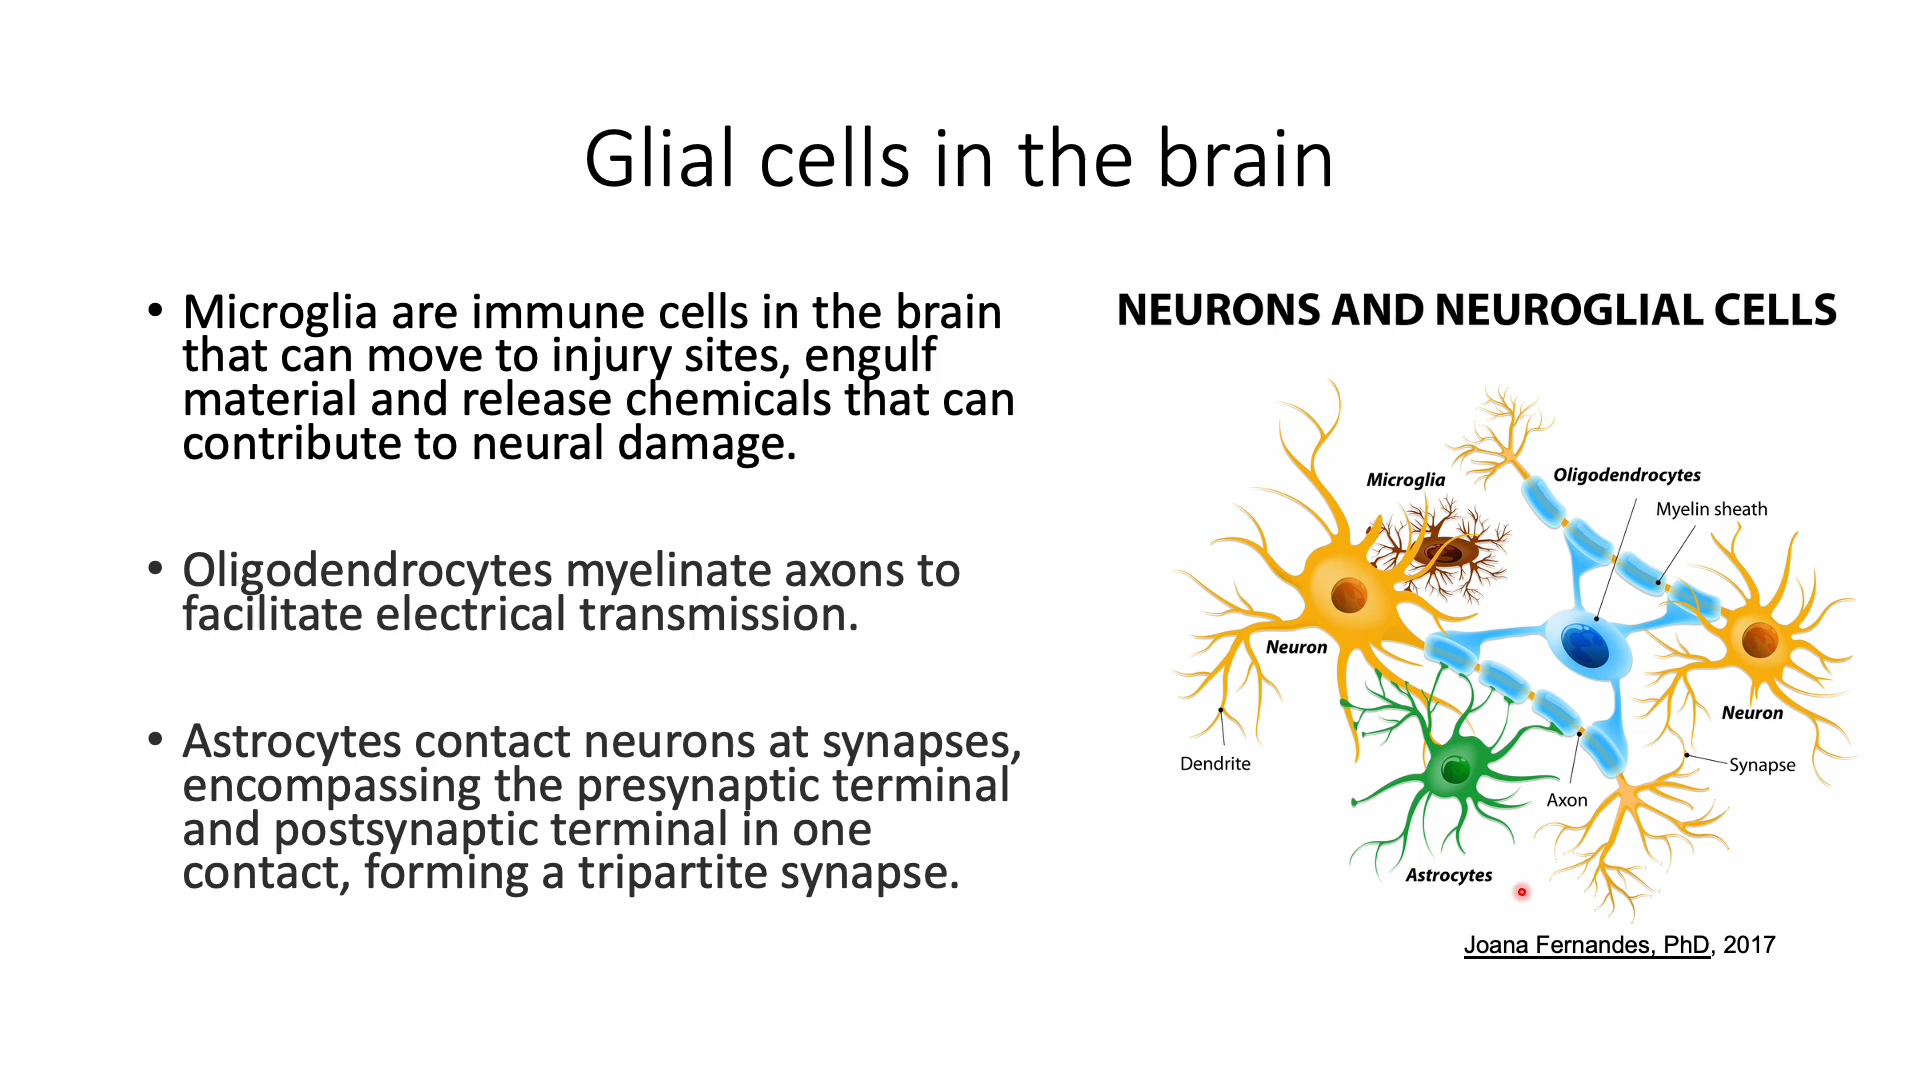 Glial cells in the brain
• Microglia are immune cells in the brain
that can move to injury sites, engulf
material and release chemicals that can
contribute to neural damage.
• Oligodendrocytes myelinate axons to
facilitate electrical transmission.
• Astrocytes contact neurons at synapses,
encompassing the presynaptic terminal
and postsynaptic terminal in one
contact, forming a tripartite synapse.
NEURONS AND NEUROGLIAL CELLS
Microglia
Oligodendrocytes
Myelin sheath
Neuron
Neuron
Dendrite
Synapse
Axon
Astrocytes
Joana Fernandes, PhD, 2017